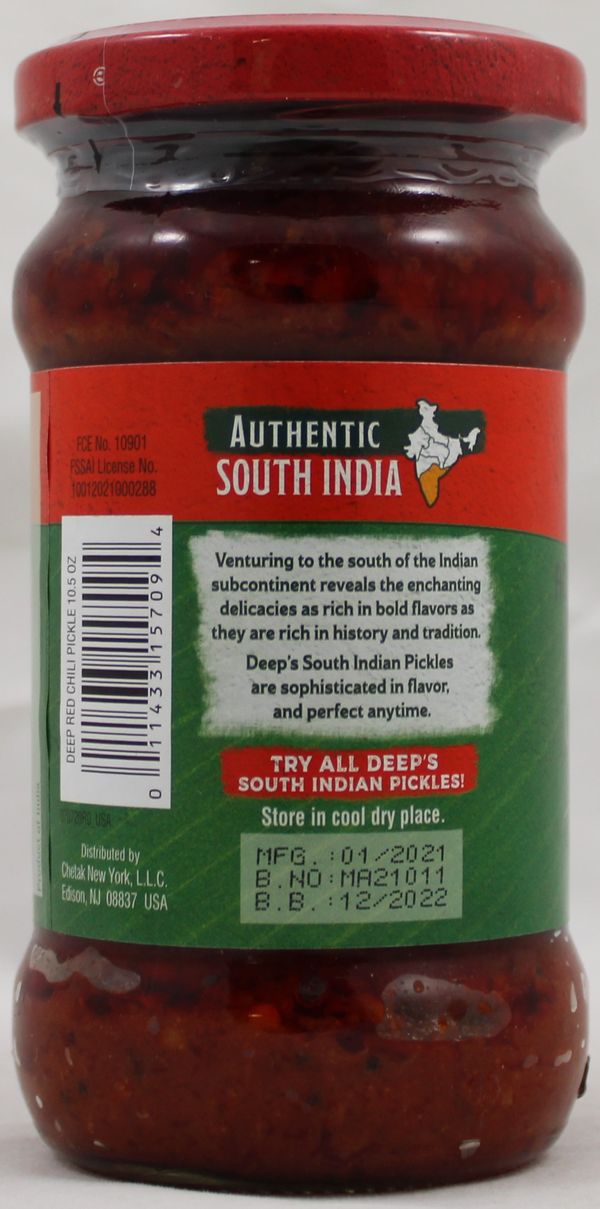 FCE No. 10901
FSSAI License No.
10012021000288
AUTHENTIC
SOUTH INDIA
DEEP RED CHILI PICKLE 10.5 OZ
0 11433 15709 4
Venturing to the south of the Indian
subcontinent reveals the enchanting
delicacies as rich in bold flavors as
they are rich in history and tradition.
Deep's South Indian Pickles
are sophisticated in flavor,
and perfect anytime.
TRY ALL DEEP'S
SOUTH INDIAN PICKLES!
Store in cool dry place.
MFG. :01/2021
B.NO:MA21011
B.B. :12/2022
Distributed by
Chetak New York, L.L.C.
Edison, NJ 08837 USA
Product of India